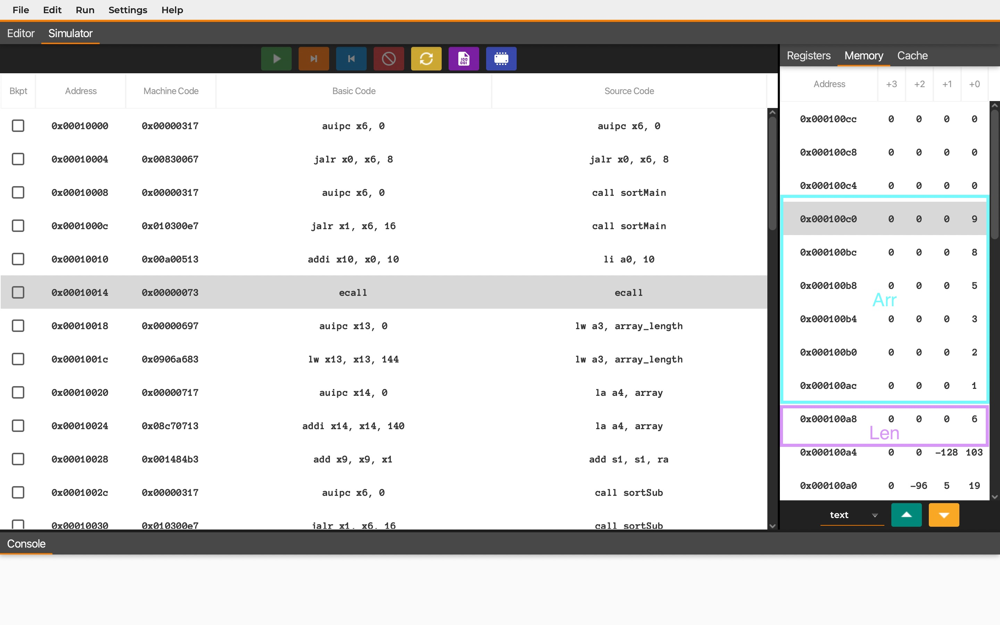 File Edit Run Settings Help
Editor Simulator
Registers Memory Cache
Bkpt Address Machine Code Basic Code Source Code
0x00010000 0x00000317 auipc x6, 0 auipc x6, 0
0x00010004 0x00830067 jalr x0, x6, 8 jalr x0, x6, 8
0x00010008 0x00000317 auipc x6, 0 call sortMain
0x0001000c 0x010300e7 jalr x1, x6, 16 call sortMain
0x00010010 0x00a00513 addi x10, x0, 10 li a0, 10
0x00010014 0x00000073 ecall ecall
0x00010018 0x00000697 auipc x13, 0 lw a3, array_length
0x0001001c 0x0906a683 lw x13, x13, 144 lw a3, array_length
0x00010020 0x00000717 auipc x14, 0 la a4, array
0x00010024 0x08c70713 addi x14, x14, 140 la a4, array
0x00010028 0x001484b3 add x9, x9, x1 add s1, s1, ra
0x0001002c 0x00000317 auipc x6, 0 call sortSub
0x00010030 0x010300e7 jalr x1, x6, 16 call sortSub
Address +3 +2 +1 +0
0x000100cc 0 0 0 0
0x000100c8 0 0 0 0
0x000100c4 0 0 0 0
0x000100c0 0 0 0 9
0x000100bc 0 0 0 8
0x000100b8 0 0 0 5
Arr
0x000100b4 0 0 0 3
0x000100b0 0 0 0 2
0x000100ac 0 0 0 1
0x000100a8 0 0 0 6
Len
0x000100a4 0 0 -128 103
0x000100a0 0 -96 5 19
text
Console